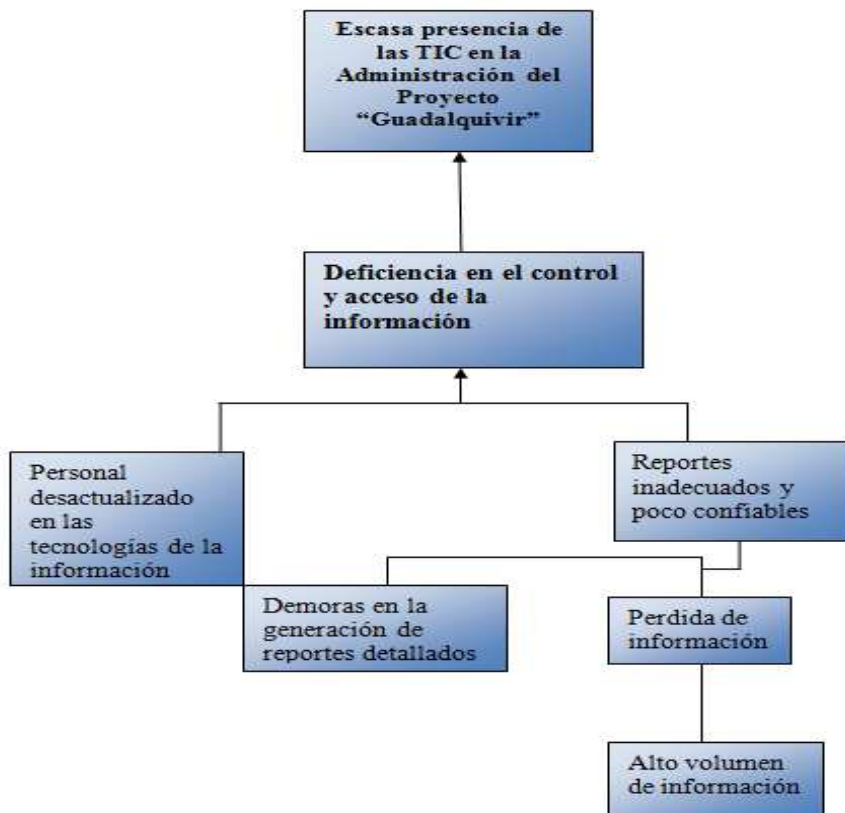 Escasa presencia de
las TIC en la
Administración del
Proyecto
“Guadalquivir”
Deficiencia en el control
y acceso de la
información
Personal
desactualizado
en las
tecnologías de la
información
Reportes
inadecuados y
poco confiables
Demoras en la
generación de
reportes detallados
Perdida de
información
Alto volumen
de información